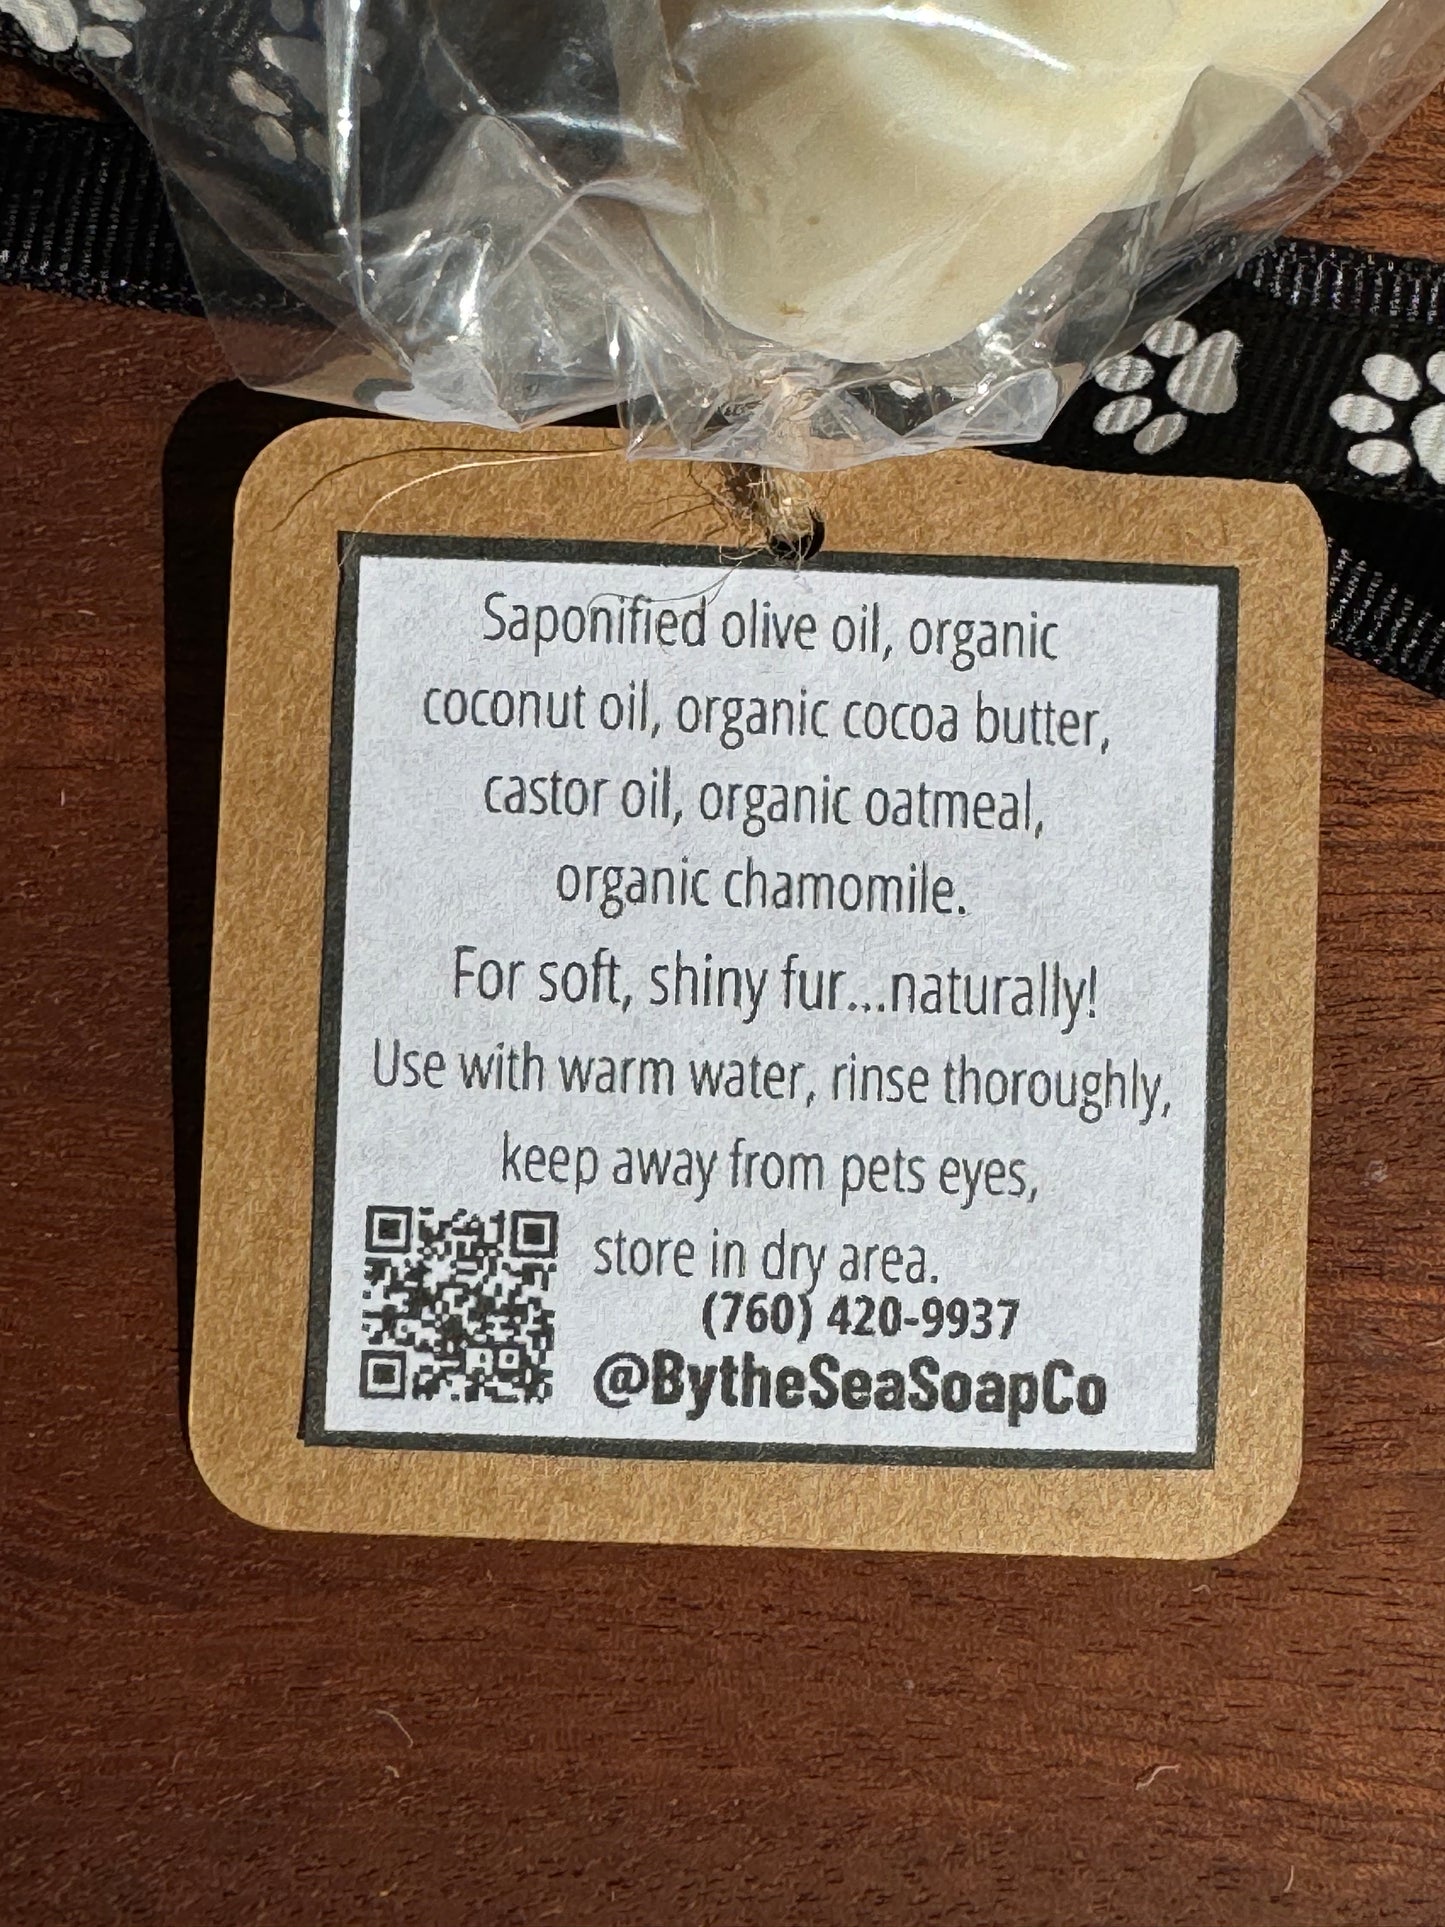 Saponified olive oil, organic
coconut oil, organic cocoa butter,
castor oil, organic oatmeal,
organic chamomile.
For soft, shiny fur...naturally!
Use with warm water, rinse thoroughly,
keep away from pets eyes,
store in dry area.
(760) 420-9937
@BytheSeaSoapCo